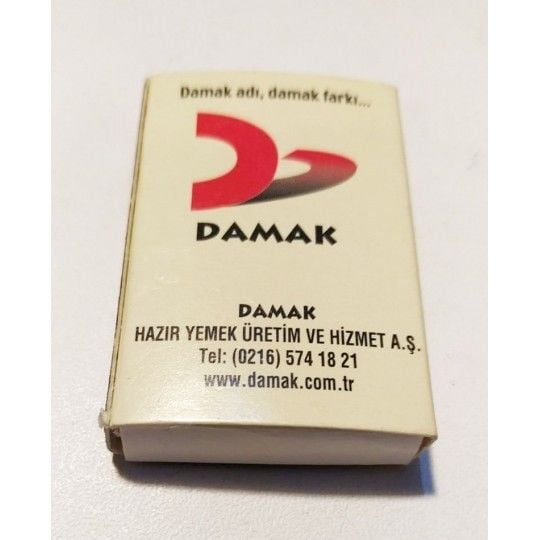 Damak adı, damak farkı...
DAMAK
DAMAK
HAZIR YEMEK ÜRETİM VE HİZMET A.Ş.
Tel: (0216) 574 18 21
www.damak.com.tr